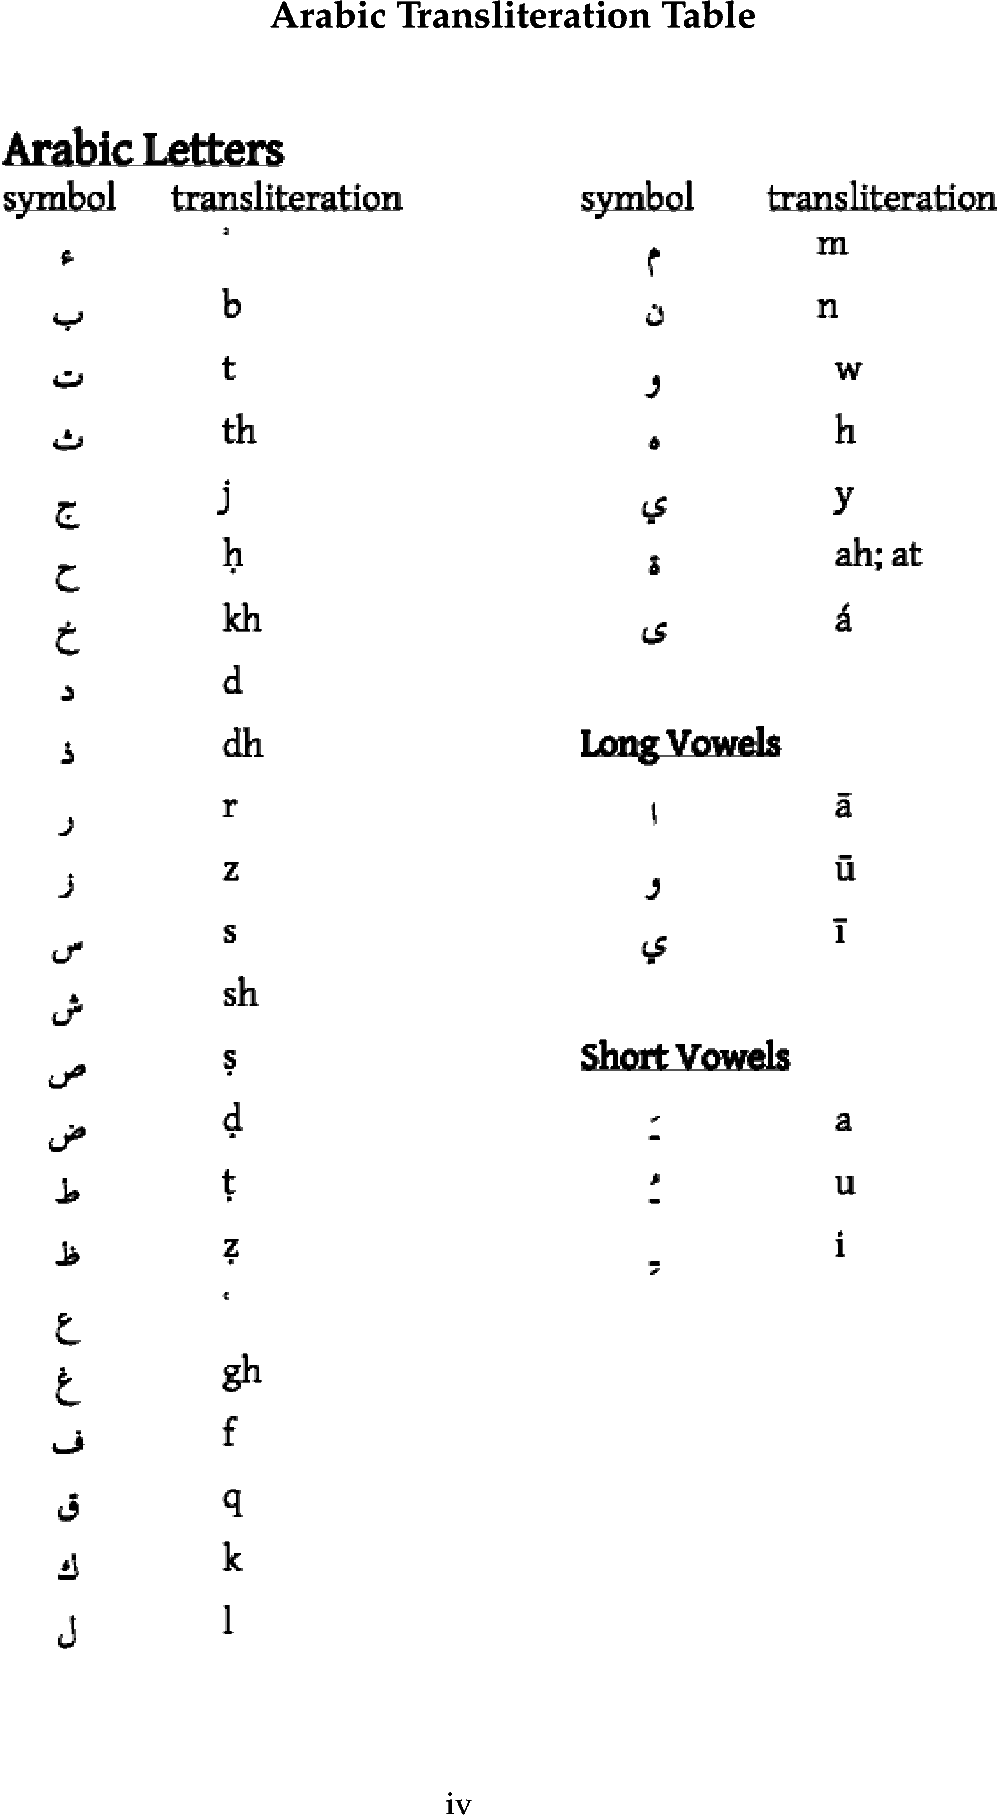 Arabic Transliteration Table
Arabic Letters
symbol transliteration symbol transliteration
ء ʾ م m
ب b ن n
ت t و w
ث th ه h
ج j ي y
ح ḥ ة ah; at
خ kh ى á
د d
ذ dh Long Vowels
ر r ا ā
ز z و ū
س s ي ī
ش sh
ص ṣ Short Vowels
ض ḍ ـَ a
ط ṭ ـُ u
ظ ẓ ـِ i
ع ʿ
غ gh
ف f
ق q
ك k
ل l
iv